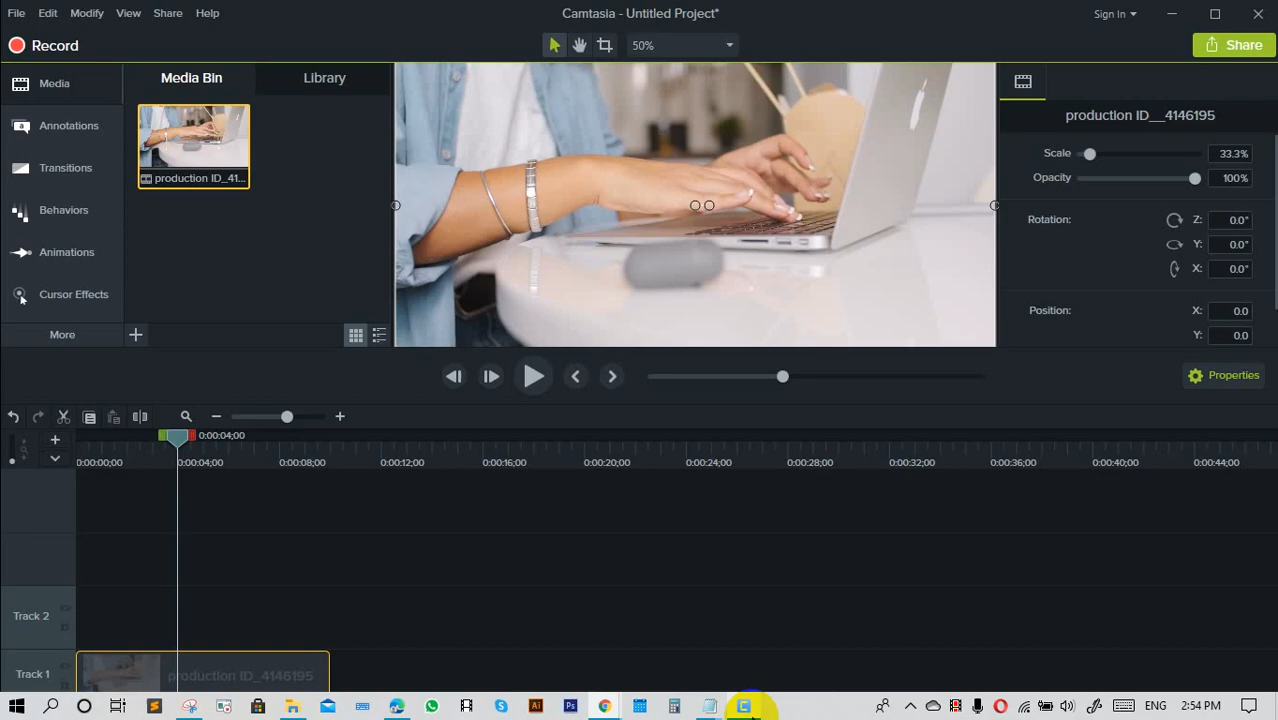 File Edit Modify View Share Help
Camtasia - Untitled Project*
Sign In
Record
50%
Share
Media
Annotations
Transitions
Behaviors
Animations
Cursor Effects
More
Media Bin
Library
production ID_41...
production ID__4146195
Scale 33.3%
Opacity 100%
Rotation: Z: 0.0°
Y: 0.0°
X: 0.0°
Position: X: 0.0
Y: 0.0
Properties
0:00:04;00
0:00:00;00 0:00:04;00 0:00:08;00 0:00:12;00 0:00:16;00 0:00:20;00 0:00:24;00 0:00:28;00 0:00:32;00 0:00:36;00 0:00:40;00 0:00:44;00
Track 2
Track 1
production ID_4146195
Ai
Ps
C
ENG 2:54 PM